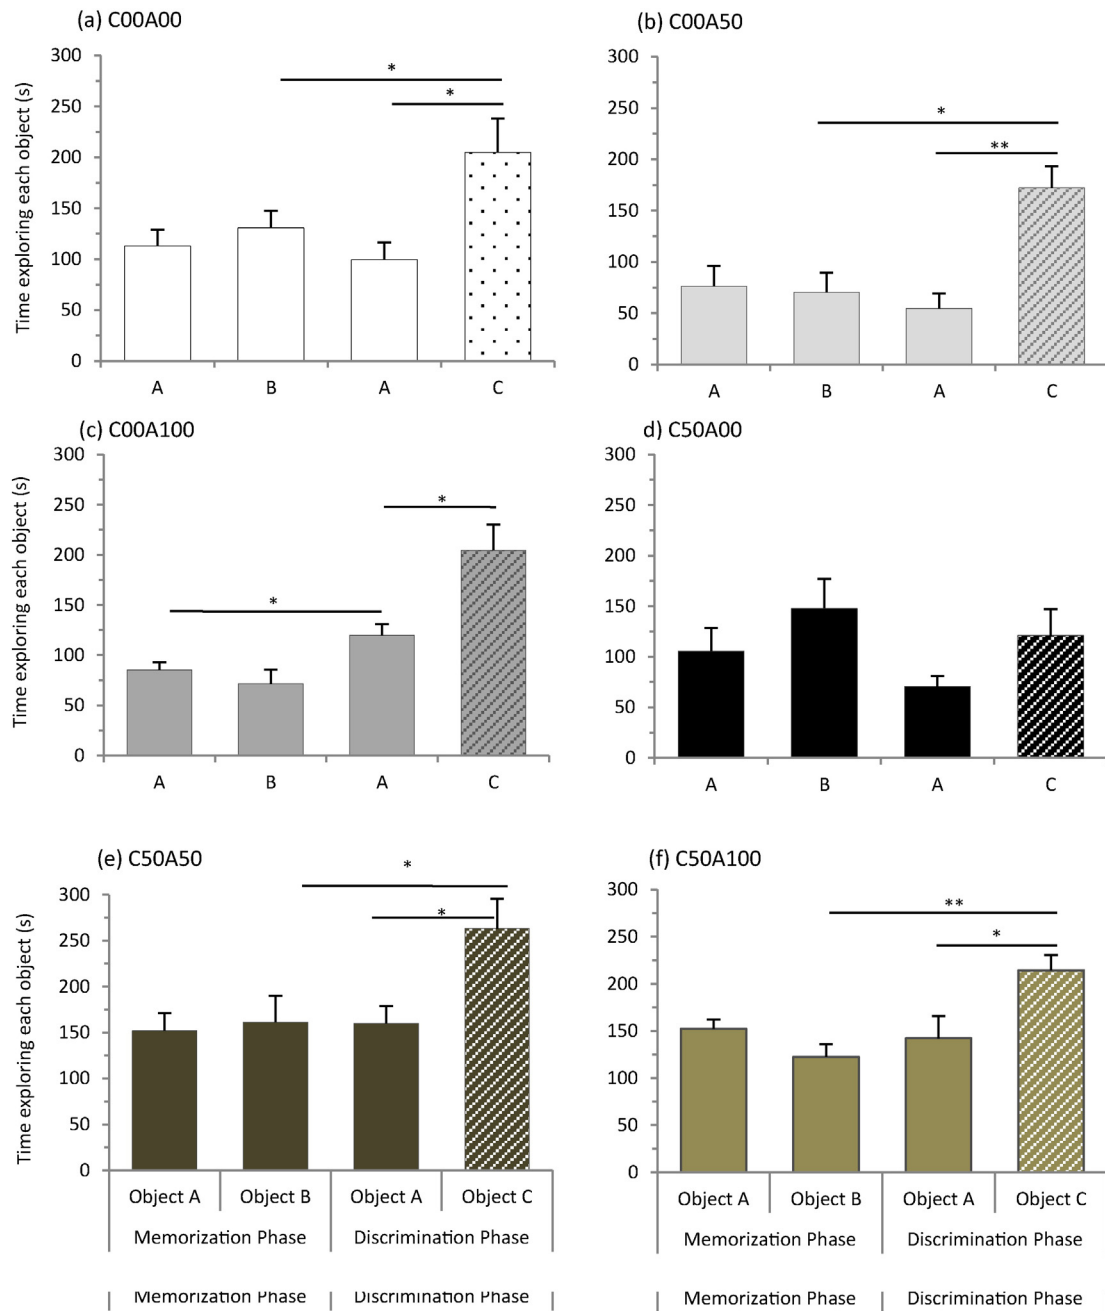 (a) C00A00
Time exploring each object (s)
300
250
200
150
100
50
0
*
*
A B A C
(b) C00A50
300
250
200
150
100
50
0
*
**
A B A C
(c) C00A100
Time exploring each object (s)
300
250
200
150
100
50
0
*
*
A B A C
d) C50A00
300
250
200
150
100
50
0
A B A C
(e) C50A50
Time exploring each object (s)
300
250
200
150
100
50
0
*
*
Object A Object B Object A Object C
Memorization Phase Discrimination Phase
Memorization Phase Discrimination Phase
(f) C50A100
300
250
200
150
100
50
0
**
*
Object A Object B Object A Object C
Memorization Phase Discrimination Phase
Memorization Phase Discrimination Phase